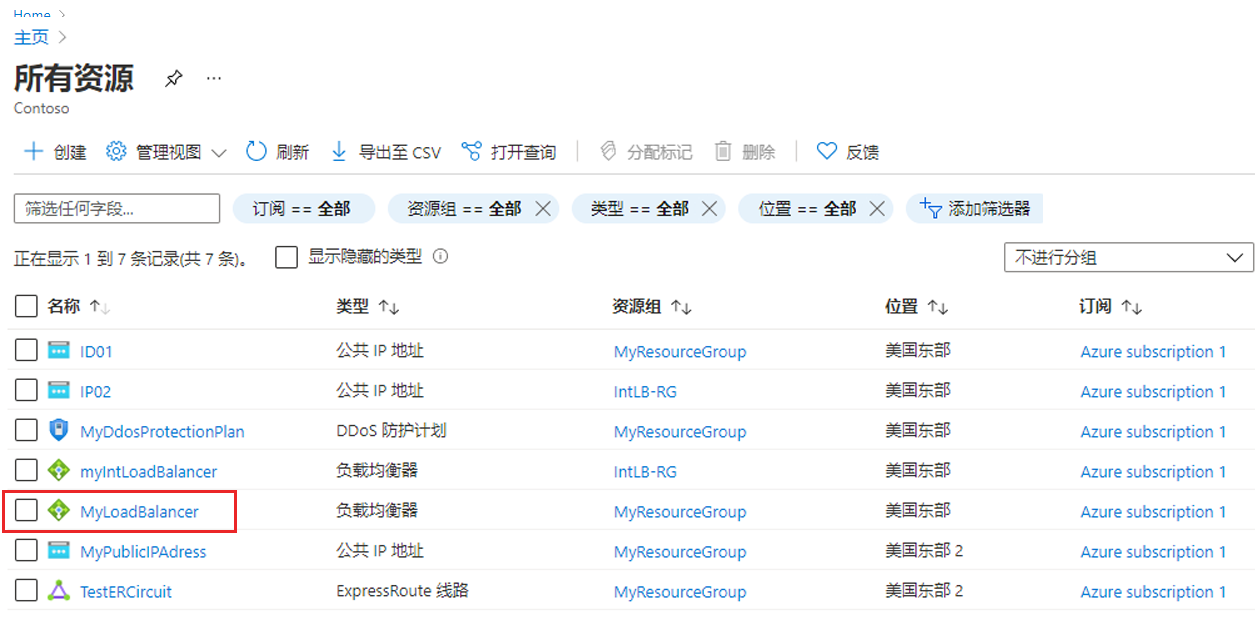 Home
主页
所有资源 ...
Contoso
创建 管理视图 刷新 导出至 CSV 打开查询 分配标记 删除 反馈
筛选任何字段... 订阅 == 全部 资源组 == 全部 类型 == 全部 位置 == 全部 添加筛选器
正在显示 1 到 7 条记录(共 7 条)。 显示隐藏的类型 不进行分组
名称 类型 资源组 位置 订阅
ID01 公共 IP 地址 MyResourceGroup 美国东部 Azure subscription 1
IP02 公共 IP 地址 IntLB-RG 美国东部 Azure subscription 1
MyDdosProtectionPlan DDoS 防护计划 MyResourceGroup 美国东部 Azure subscription 1
myIntLoadBalancer 负载均衡器 IntLB-RG 美国东部 Azure subscription 1
MyLoadBalancer 负载均衡器 MyResourceGroup 美国东部 Azure subscription 1
MyPublicIPAdress 公共 IP 地址 MyResourceGroup 美国东部 2 Azure subscription 1
TestERCircuit ExpressRoute 线路 MyResourceGroup 美国东部 2 Azure subscription 1